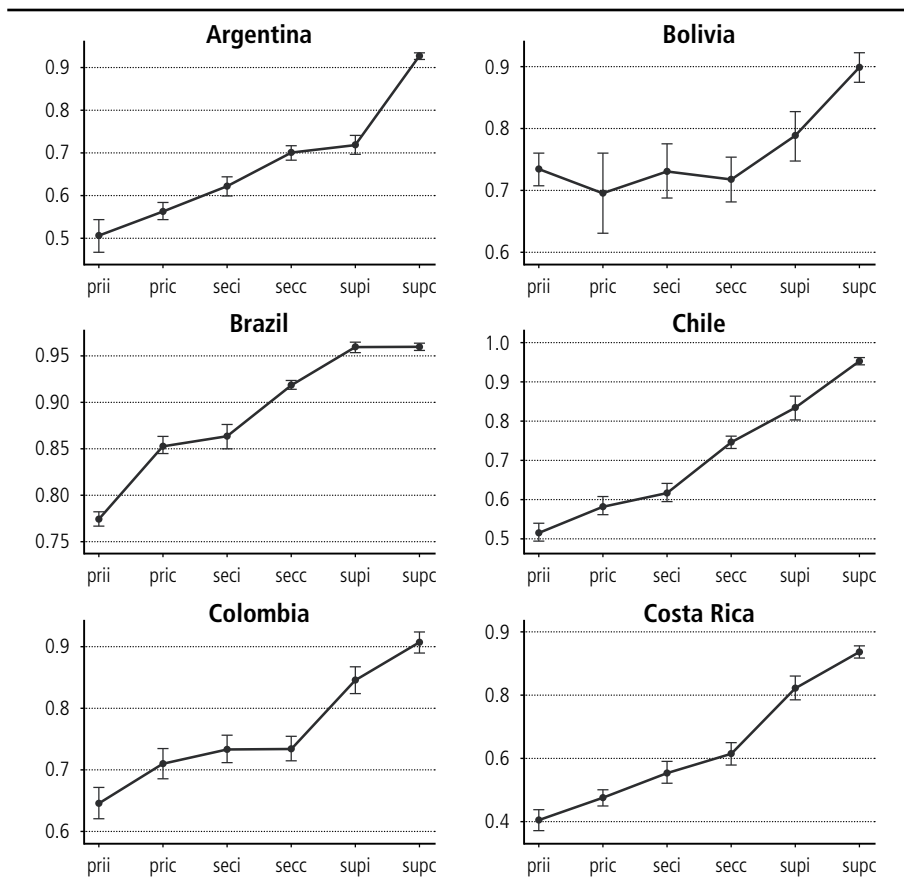 Argentina
0.9
0.8
0.7
0.6
0.5
prii pric seci secc supi supc
Bolivia
0.9
0.8
0.7
0.6
prii pric seci secc supi supc
Brazil
0.95
0.90
0.85
0.80
0.75
prii pric seci secc supi supc
Chile
1.0
0.9
0.8
0.7
0.6
0.5
prii pric seci secc supi supc
Colombia
0.9
0.8
0.7
0.6
prii pric seci secc supi supc
Costa Rica
0.9
0.8
0.6
0.4
prii pric seci secc supi supc